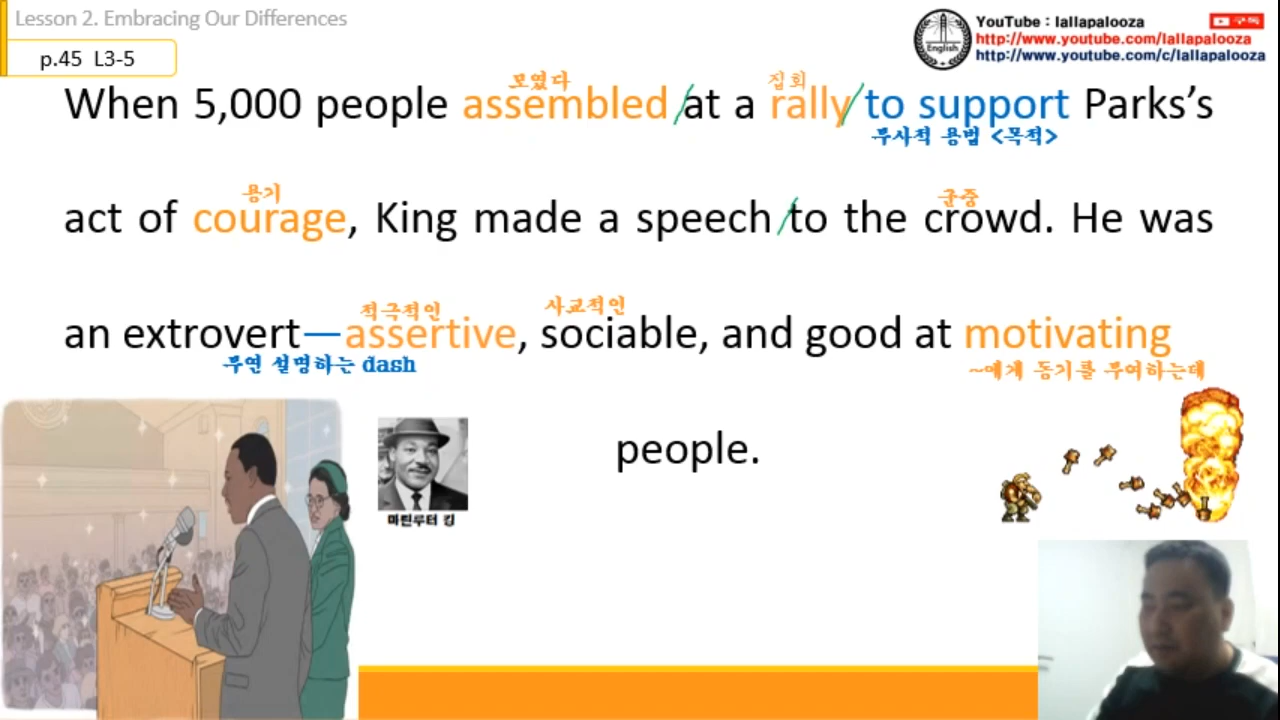 Lesson 2. Embracing Our Differences
p.45 L3-5
English
YouTube : lallapalooza
구독
http://www.youtube.com/lallapalooza
http://www.youtube.com/c/lallapalooza
모였다 집회
When 5,000 people assembled/at a rally/to support Parks’s
부사적 용법 <목적>
용기 군중
act of courage, King made a speech/to the crowd. He was
적극적인 사교적인
an extrovert—assertive, sociable, and good at motivating
부연 설명하는 dash
~에게 동기를 부여하는데
people.
마틴루터 킹